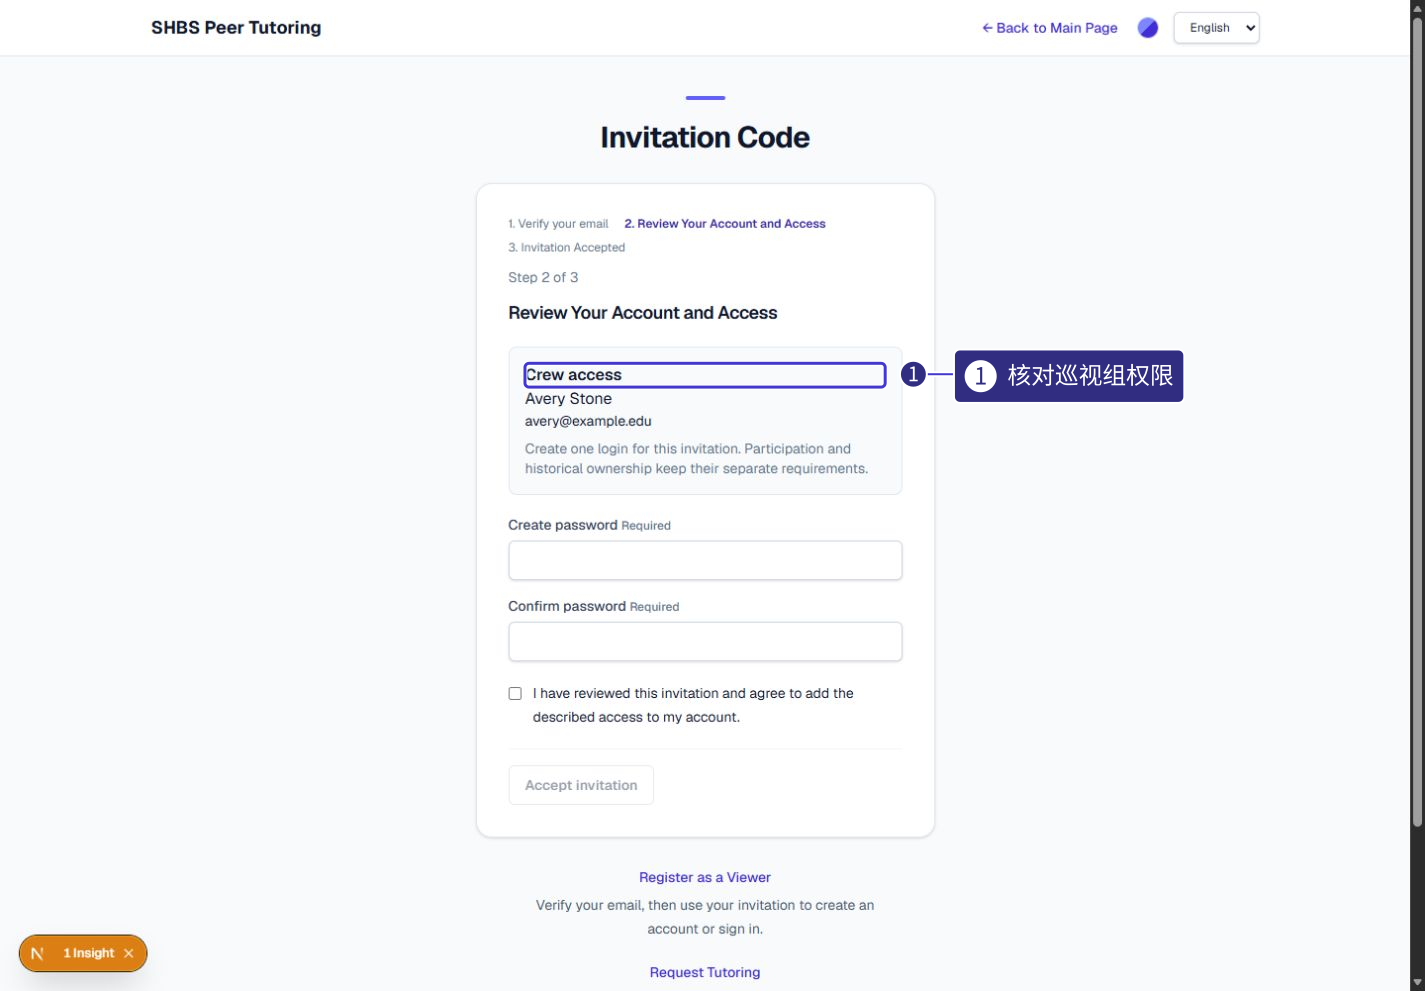 SHBS Peer Tutoring
← Back to Main Page
English
Invitation Code
1. Verify your email
2. Review Your Account and Access
3. Invitation Accepted
Step 2 of 3
Review Your Account and Access
Crew access
1
1 核对巡视组权限
Avery Stone
avery@example.edu
Create one login for this invitation. Participation and
historical ownership keep their separate requirements.
Create password Required
Confirm password Required
I have reviewed this invitation and agree to add the
described access to my account.
Accept invitation
Register as a Viewer
Verify your email, then use your invitation to create an
account or sign in.
N 1 Insight ×
Request Tutoring